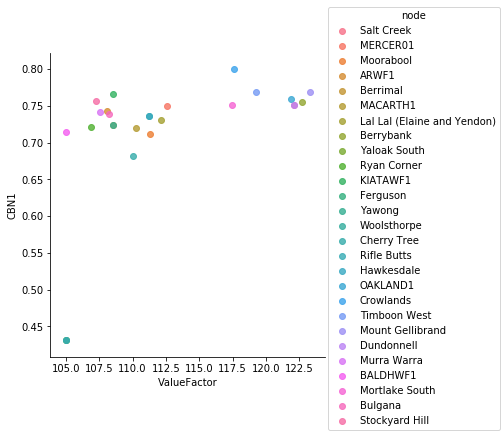 node
Salt Creek
MERCER01
Moorabool
ARWF1
Berrimal
MACARTH1
Lal Lal (Elaine and Yendon)
Berrybank
Yaloak South
Ryan Corner
KIATAWF1
Ferguson
Yawong
Woolsthorpe
Cherry Tree
Rifle Butts
Hawkesdale
OAKLAND1
Crowlands
Timboon West
Mount Gellibrand
Dundonnell
Murra Warra
BALDHWF1
Mortlake South
Bulgana
Stockyard Hill
CBN1
0.80
0.75
0.70
0.65
0.60
0.55
0.50
0.45
105.0 107.5 110.0 112.5 115.0 117.5 120.0 122.5
ValueFactor